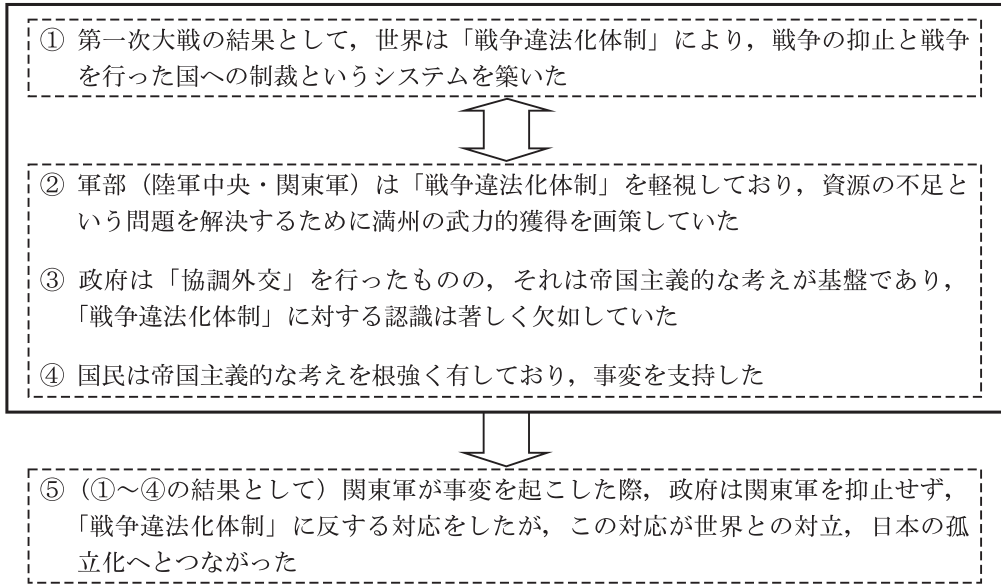 ① 第一次大戦の結果として，世界は「戦争違法化体制」により，戦争の抑止と戦争
を行った国への制裁というシステムを築いた
② 軍部（陸軍中央・関東軍）は「戦争違法化体制」を軽視しており，資源の不足と
いう問題を解決するために満州の武力的獲得を画策していた
③ 政府は「協調外交」を行ったものの，それは帝国主義的な考えが基盤であり，
「戦争違法化体制」に対する認識は著しく欠如していた
④ 国民は帝国主義的な考えを根強く有しており，事変を支持した
⑤（①～④の結果として）関東軍が事変を起こした際，政府は関東軍を抑止せず，
「戦争違法化体制」に反する対応をしたが，この対応が世界との対立，日本の孤
立化へとつながった